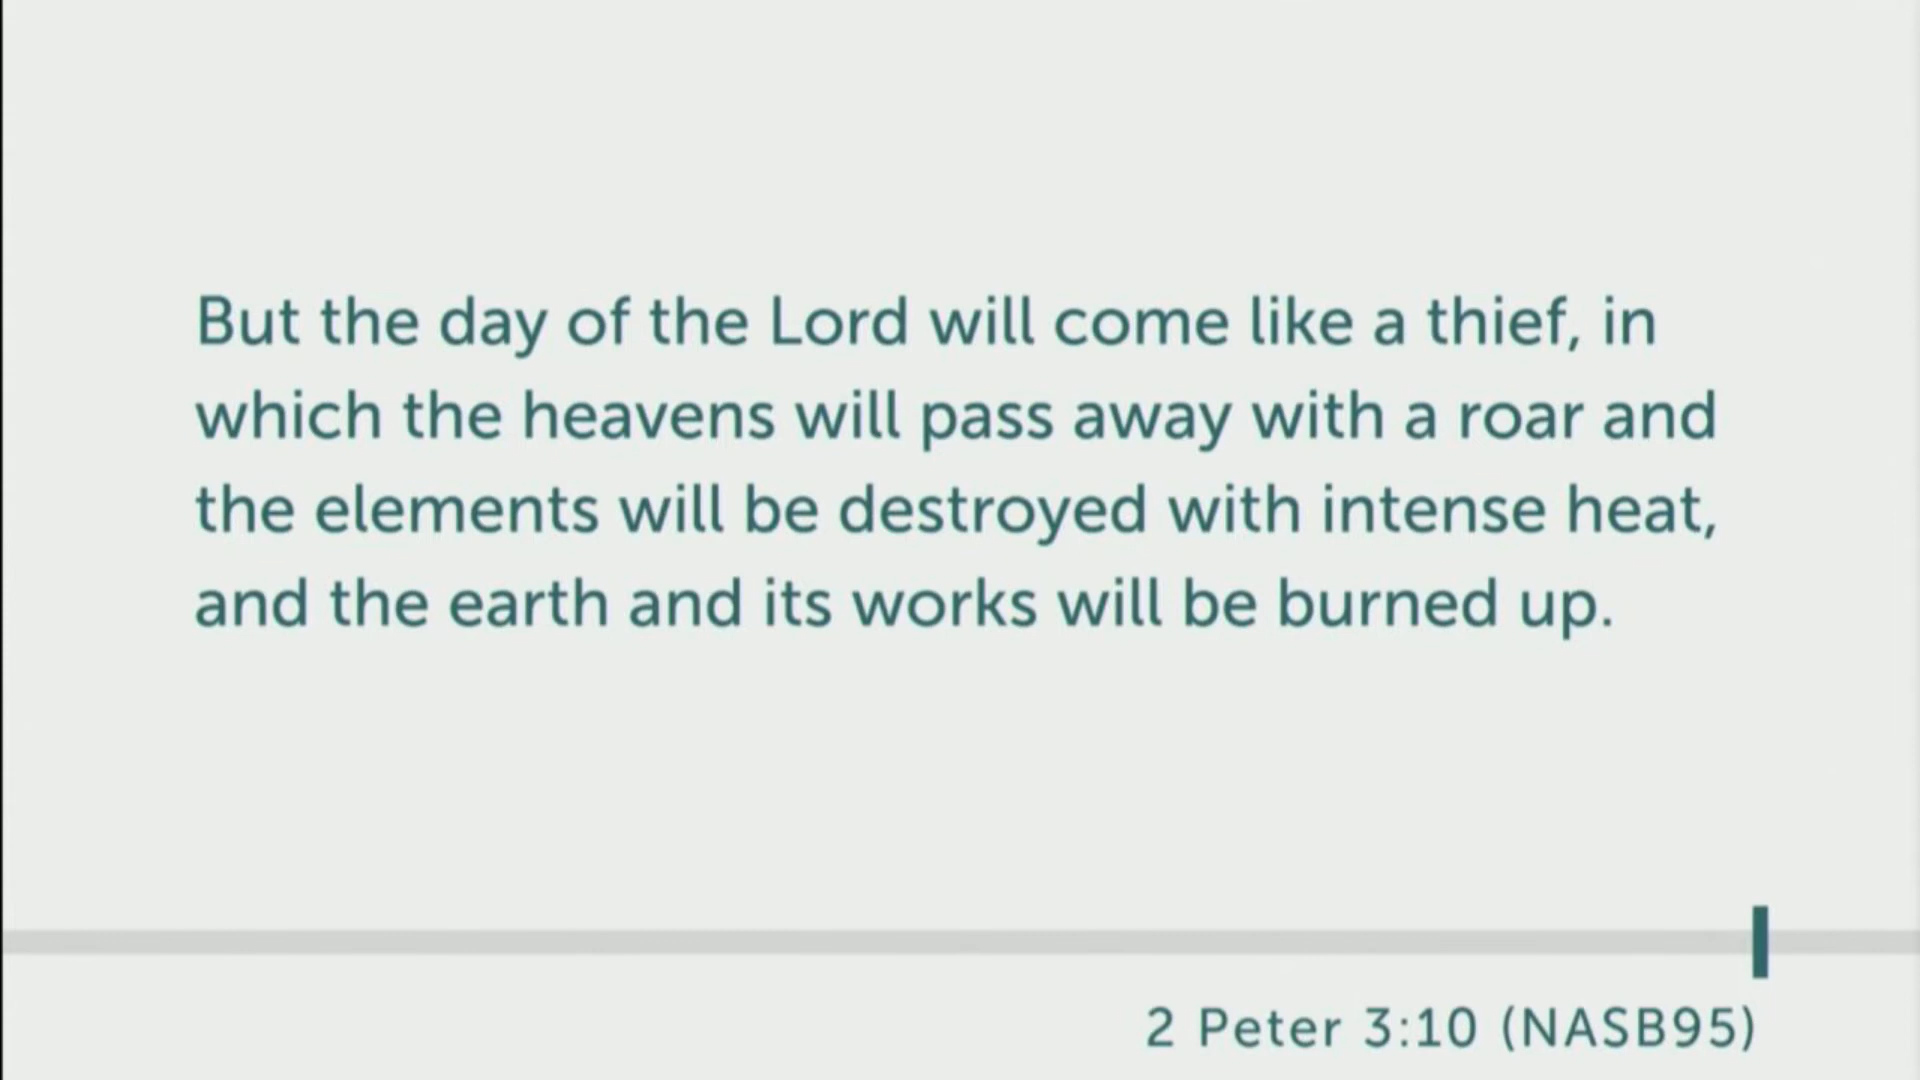 But the day of the Lord will come like a thief, in
which the heavens will pass away with a roar and
the elements will be destroyed with intense heat,
and the earth and its works will be burned up.
2 Peter 3:10 (NASB95)